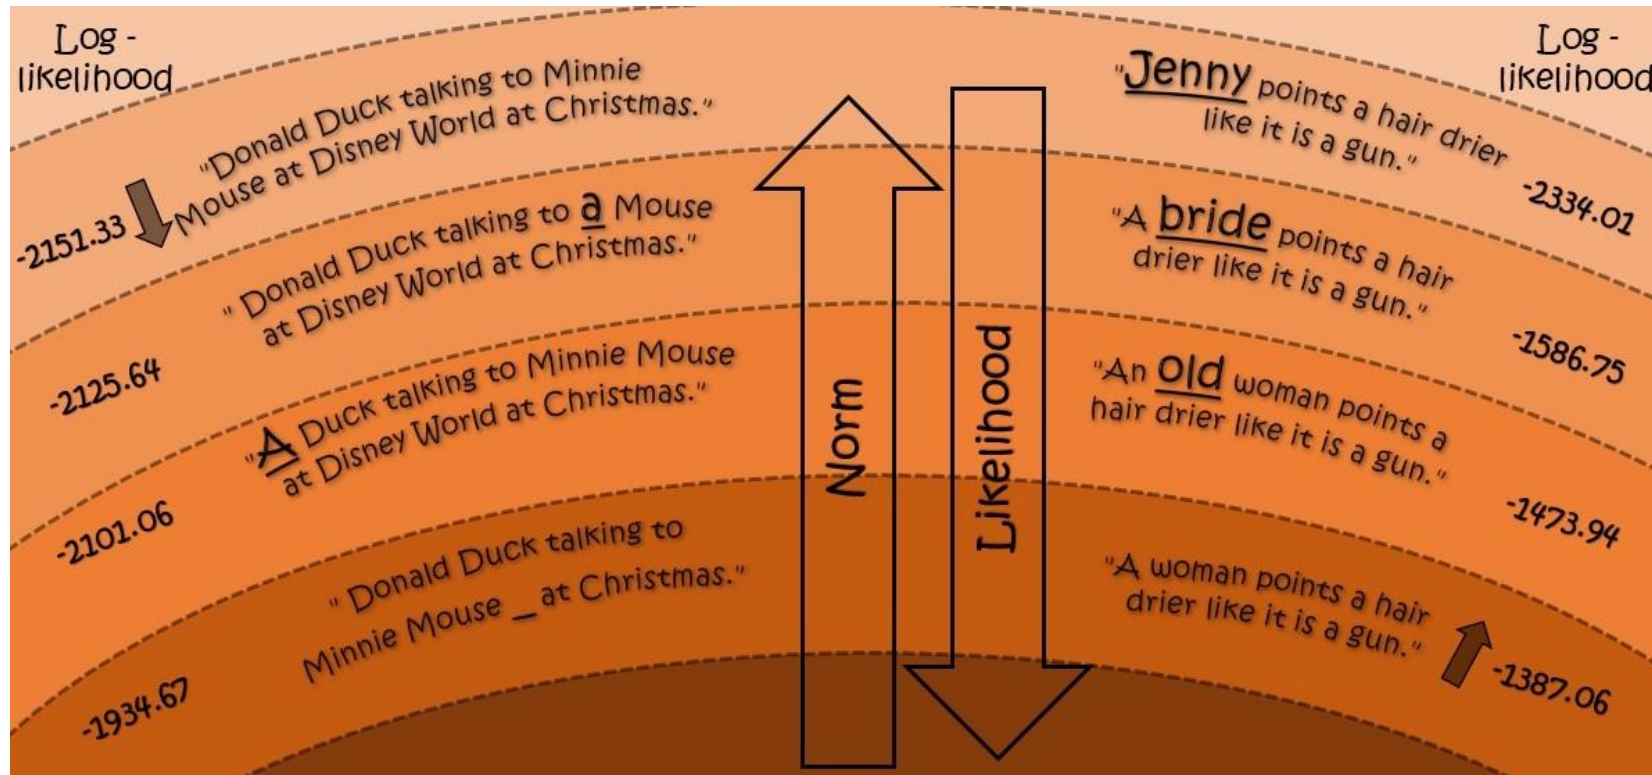 Log -
likelihood
"Donald Duck talking to Minnie
Mouse at Disney World at Christmas."
-2151.33
" Donald Duck talking to a Mouse
at Disney World at Christmas."
-2125.64
"A Duck talking to Minnie Mouse
at Disney World at Christmas."
-2101.06
" Donald Duck talking to
Minnie Mouse _ at Christmas."
-1934.67
Norm
Likelihood
Log -
likelihood
"Jenny points a hair drier
like it is a gun."
-2334.01
"A bride points a hair
drier like it is a gun."
-1586.75
"An old woman points a
hair drier like it is a gun."
-1473.94
"A woman points a hair
drier like it is a gun."
-1387.06